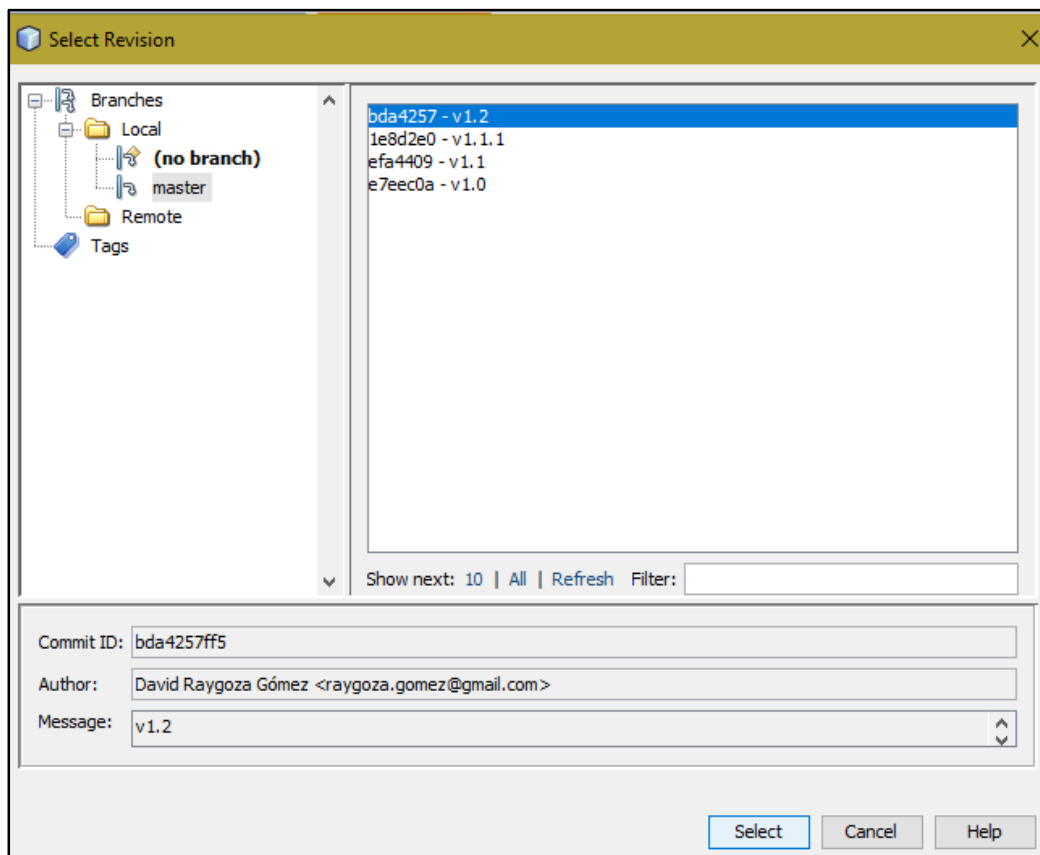 Select Revision
Branches
Local
(no branch)
master
Remote
Tags
bda4257 - v1.2
1e8d2e0 - v1.1.1
efa4409 - v1.1
e7eec0a - v1.0
Show next: 10 | All | Refresh Filter:
Commit ID: bda4257ff5
Author: David Raygoza Gómez <raygoza.gomez@gmail.com>
Message: v1.2
Select Cancel Help